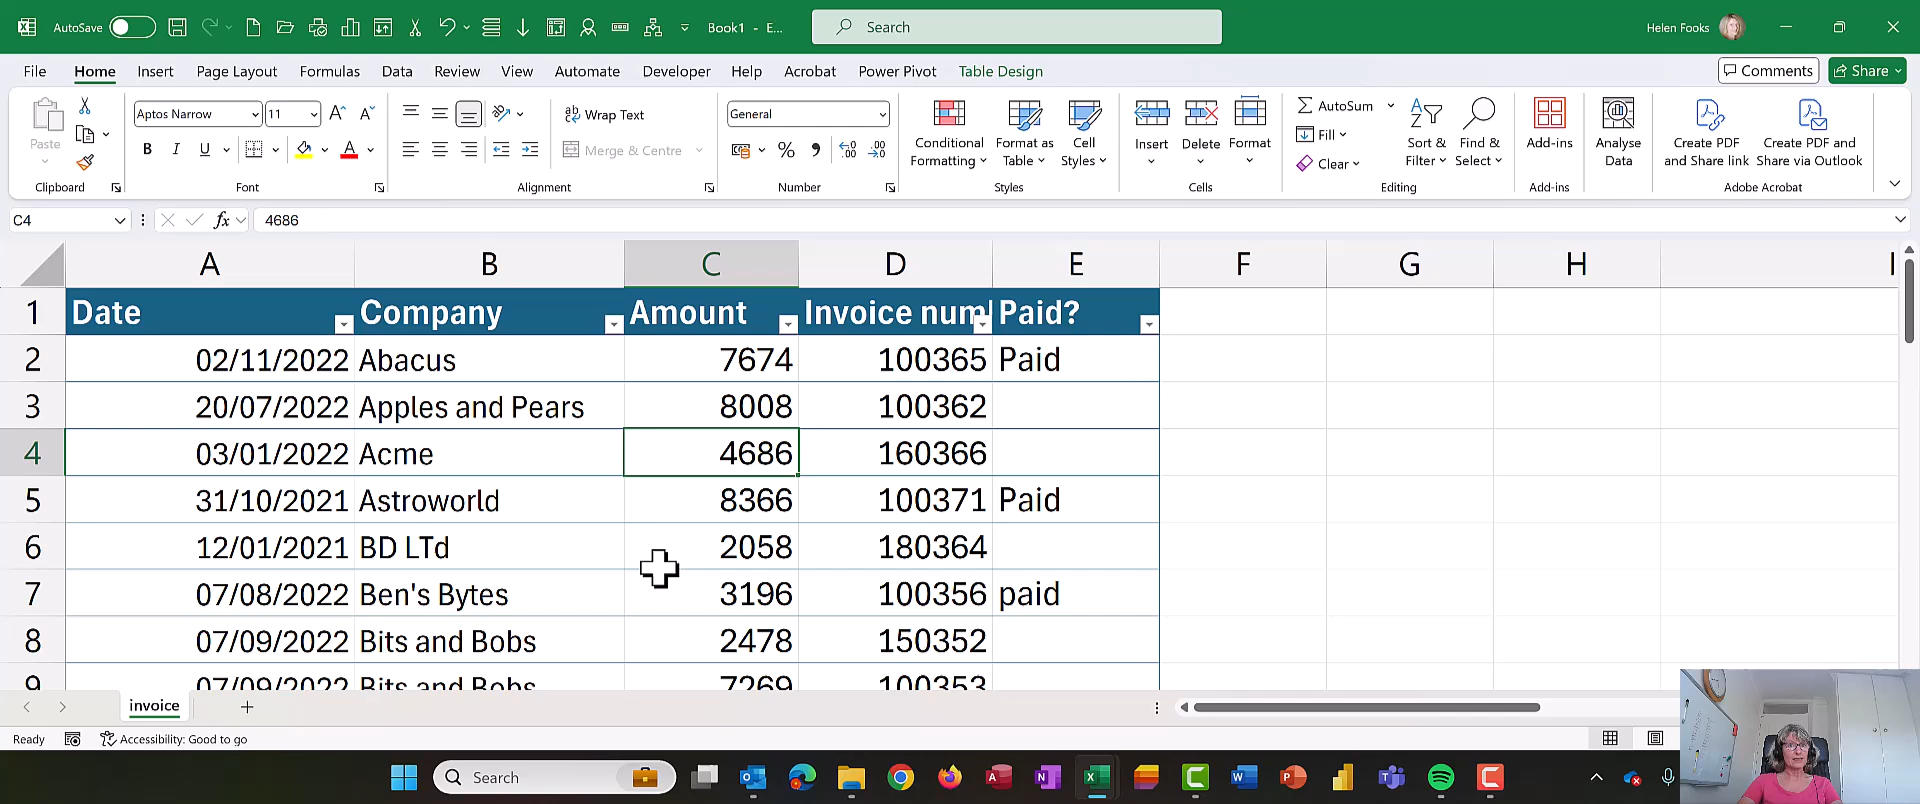 AutoSave Book1 - E... Search Helen Fooks
File Home Insert Page Layout Formulas Data Review View Automate Developer Help Acrobat Power Pivot Table Design Comments Share
Paste
Clipboard
Aptos Narrow 11
B I U
Font
Wrap Text
Merge & Centre
Alignment
General
%
Number
Conditional Formatting
Format as Table
Cell Styles
Styles
Insert
Delete
Format
Cells
AutoSum
Fill
Clear
Sort & Filter
Find & Select
Editing
Add-ins
Add-ins
Analyse Data
Create PDF and Share link
Create PDF and Share via Outlook
Adobe Acrobat
C4 fx 4686
A B C D E F G H I
1 Date Company Amount Invoice num Paid?
2 02/11/2022 Abacus 7674 100365 Paid
3 20/07/2022 Apples and Pears 8008 100362
4 03/01/2022 Acme 4686 160366
5 31/10/2021 Astroworld 8366 100371 Paid
6 12/01/2021 BD LTd 2058 180364
7 07/08/2022 Ben's Bytes 3196 100356 paid
8 07/09/2022 Bits and Bobs 2478 150352
9 07/09/2022 Bits and Bobs 7269 100353
invoice
Ready Accessibility: Good to go
Search